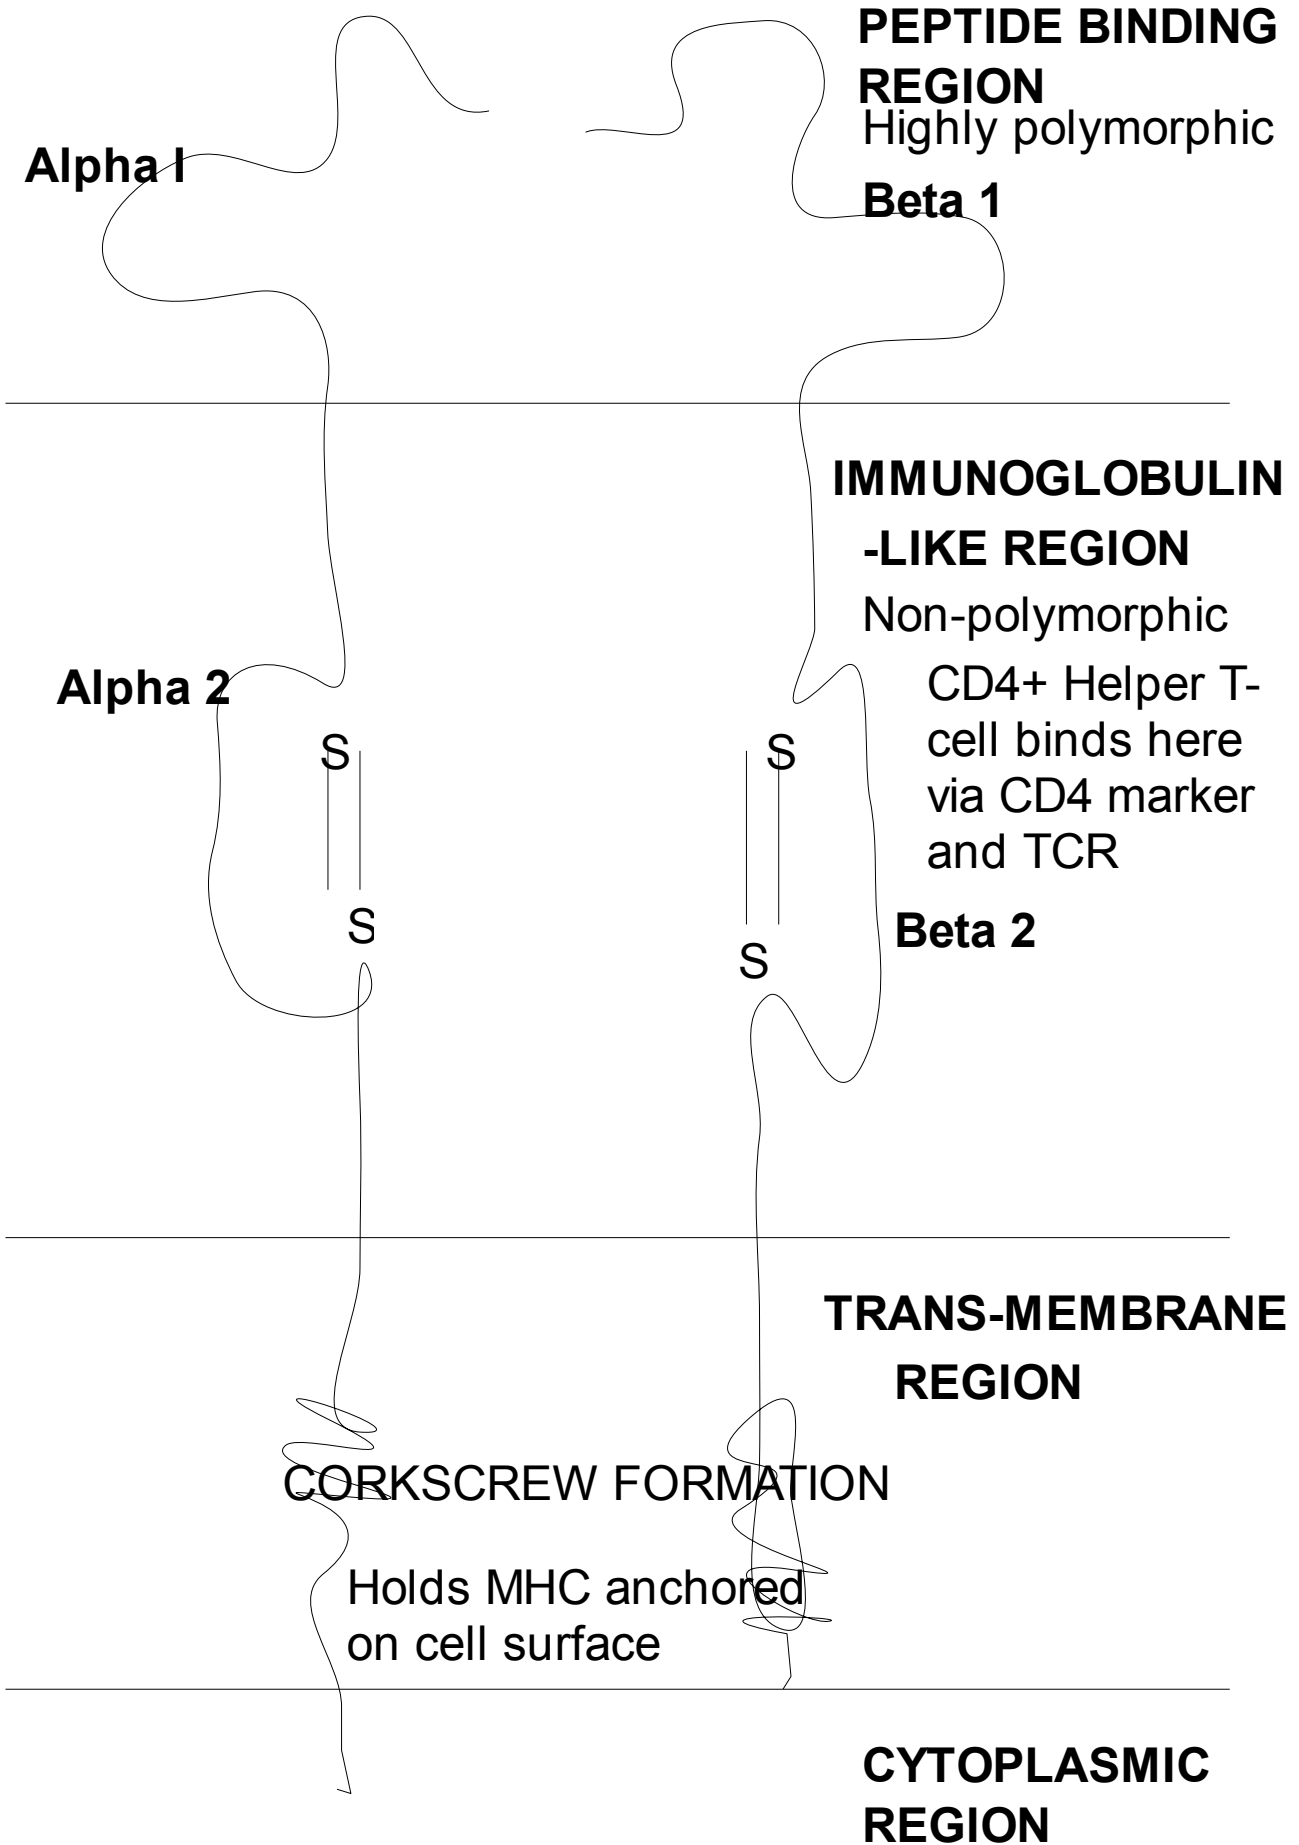 PEPTIDE BINDING
REGION
Highly polymorphic
Alpha I
Beta 1
IMMUNOGLOBULIN
-LIKE REGION
Non-polymorphic
Alpha 2
CD4+ Helper T-
cell binds here
via CD4 marker
and TCR
S
S
S
Beta 2
S
TRANS-MEMBRANE
REGION
CORKSCREW FORMATION
Holds MHC anchored
on cell surface
CYTOPLASMIC
REGION